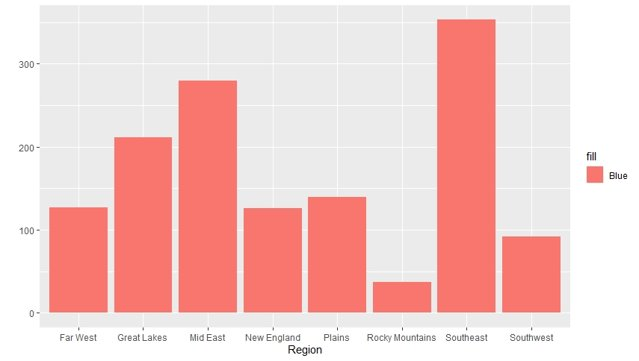 300
200
100
0
Far West Great Lakes Mid East New England Plains Rocky Mountains Southeast Southwest
Region
fill
Blue